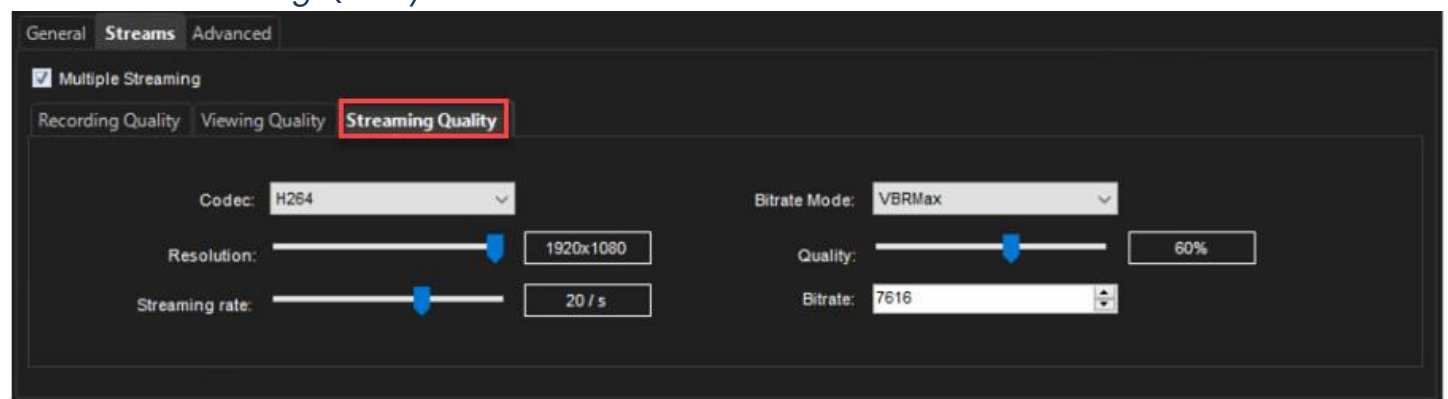 General Streams Advanced
Multiple Streaming
Recording Quality Viewing Quality Streaming Quality
Codec: H264 Bitrate Mode: VBRMax
Resolution: 1920x1080 Quality: 60%
Streaming rate: 20 / s Bitrate: 7616